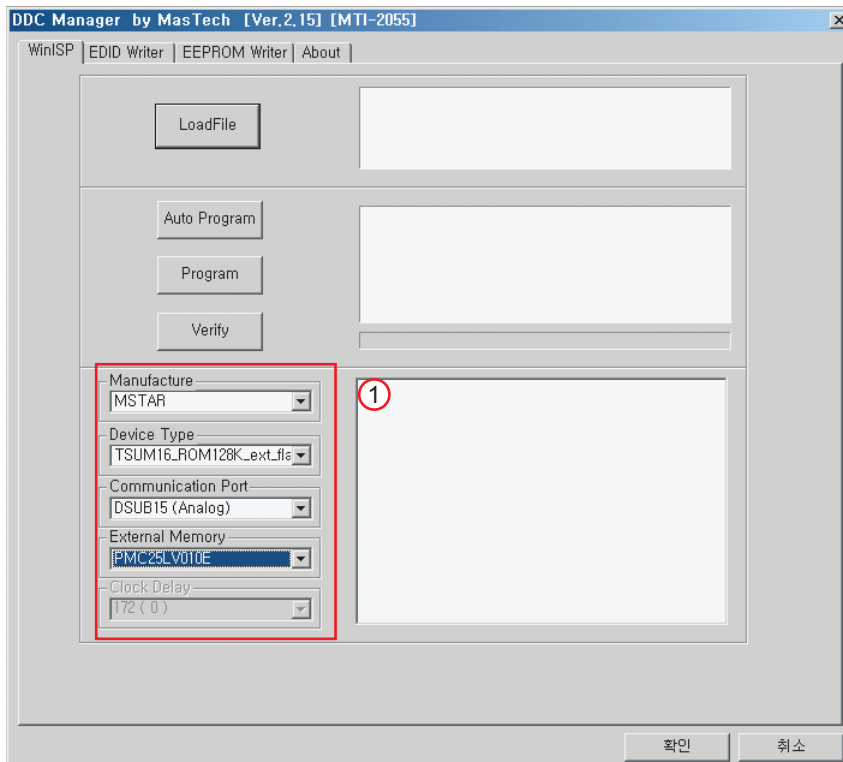 DDC Manager by MasTech [Ver,2,15] [MTI-2055]
WinISP EDID Writer EEPROM Writer About
LoadFile
Auto Program
Program
Verify
Manufacture
MSTAR
①
Device Type
TSUM16_ROM128K_ext_fla
Communication Port
DSUB15 (Analog)
External Memory
PMC25LV010E
Clock Delay
172 ( 0 )
확인 취소